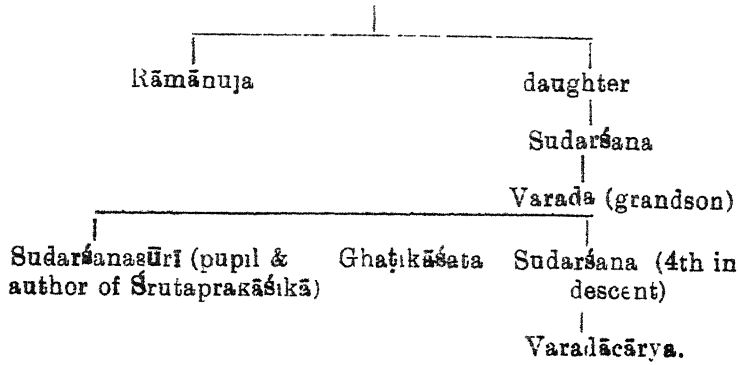 Rāmānuja daughter
Sudarśana
Varada (grandson)
Sudarśanasūrī (pupil & Ghaṭikāśata Sudarśana (4th in
author of Śrutaprakāśikā) descent)
Varadācārya.